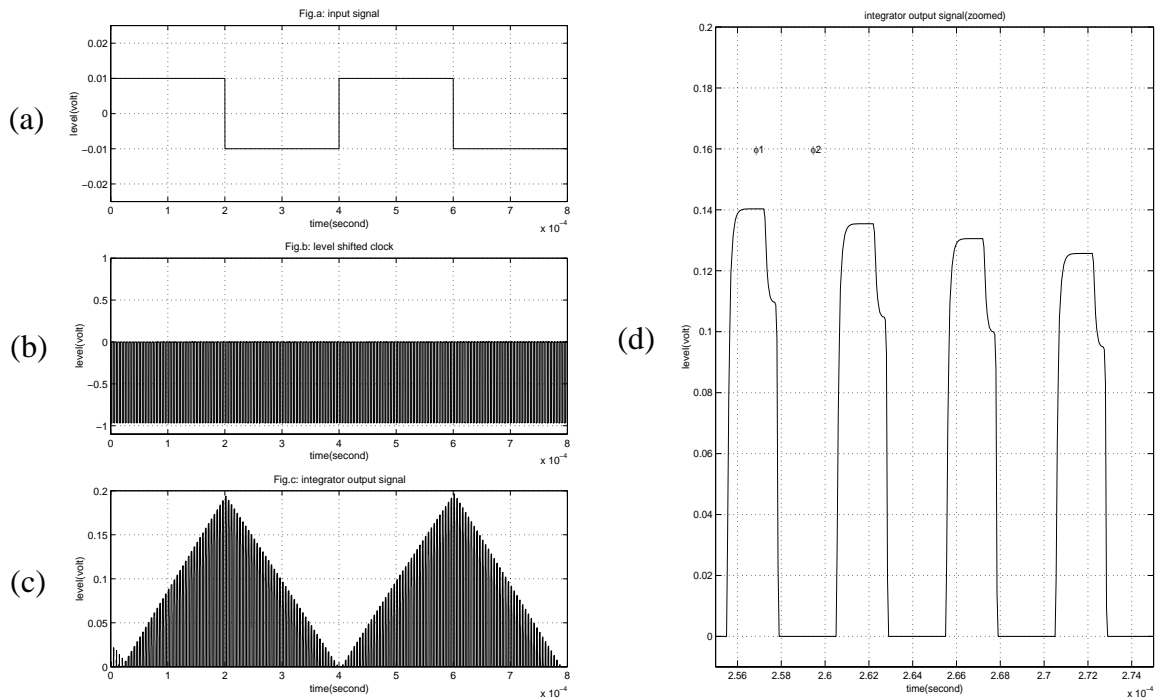 Fig.a: input signal
(a)
level(volt)
0.02
0.01
0
−0.01
−0.02
0 1 2 3 4 5 6 7 8
time(second)
x 10−4
Fig.b: level shifted clock
(b)
level(volt)
1
0.5
0
−0.5
−1
0 1 2 3 4 5 6 7 8
time(second)
x 10−4
Fig.c: integrator output signal
(c)
level(volt)
0.2
0.15
0.1
0.05
0
0 1 2 3 4 5 6 7 8
time(second)
x 10−4
integrator output signal(zoomed)
(d)
level(volt)
0.2
0.18
0.16
0.14
0.12
0.1
0.08
0.06
0.04
0.02
0
ϕ1 ϕ2
2.56 2.58 2.6 2.62 2.64 2.66 2.68 2.7 2.72 2.74
time(second)
x 10−4